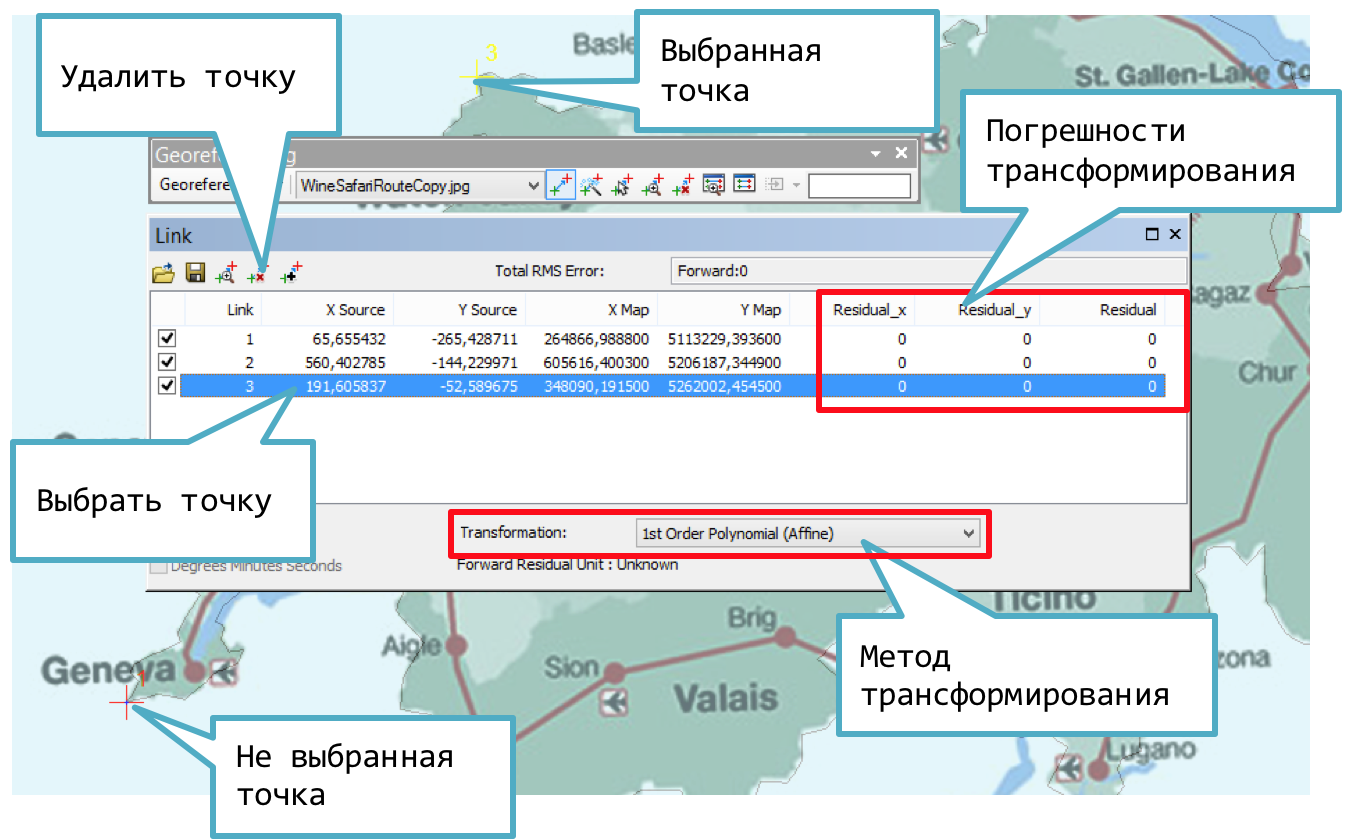 Удалить точку
3
Basle
Выбранная
точка
St. Gallen-Lake Co
Погрешности
трансформирования
Georef
g
Georefere
WineSafariRouteCopy.jpg
Link
Total RMS Error:
Forward:0
Link X Source Y Source X Map Y Map Residual_x Residual_y Residual
1 65,655432 -265,428711 264866,988800 5113229,393600 0 0 0
2 560,402785 -144,229971 605616,400300 5206187,344900 0 0 0
3 191,605837 -52,589675 348090,191500 5262002,454500 0 0 0
agaz
Chur
Выбрать точку
Transformation:
1st Order Polynomial (Affine)
Degrees Minutes Seconds
Forward Residual Unit : Unknown
Ticino
Brig
Aigle
Geneva
1
Sion
Valais
Метод
трансформирования
zona
Lugano
Не выбранная
точка